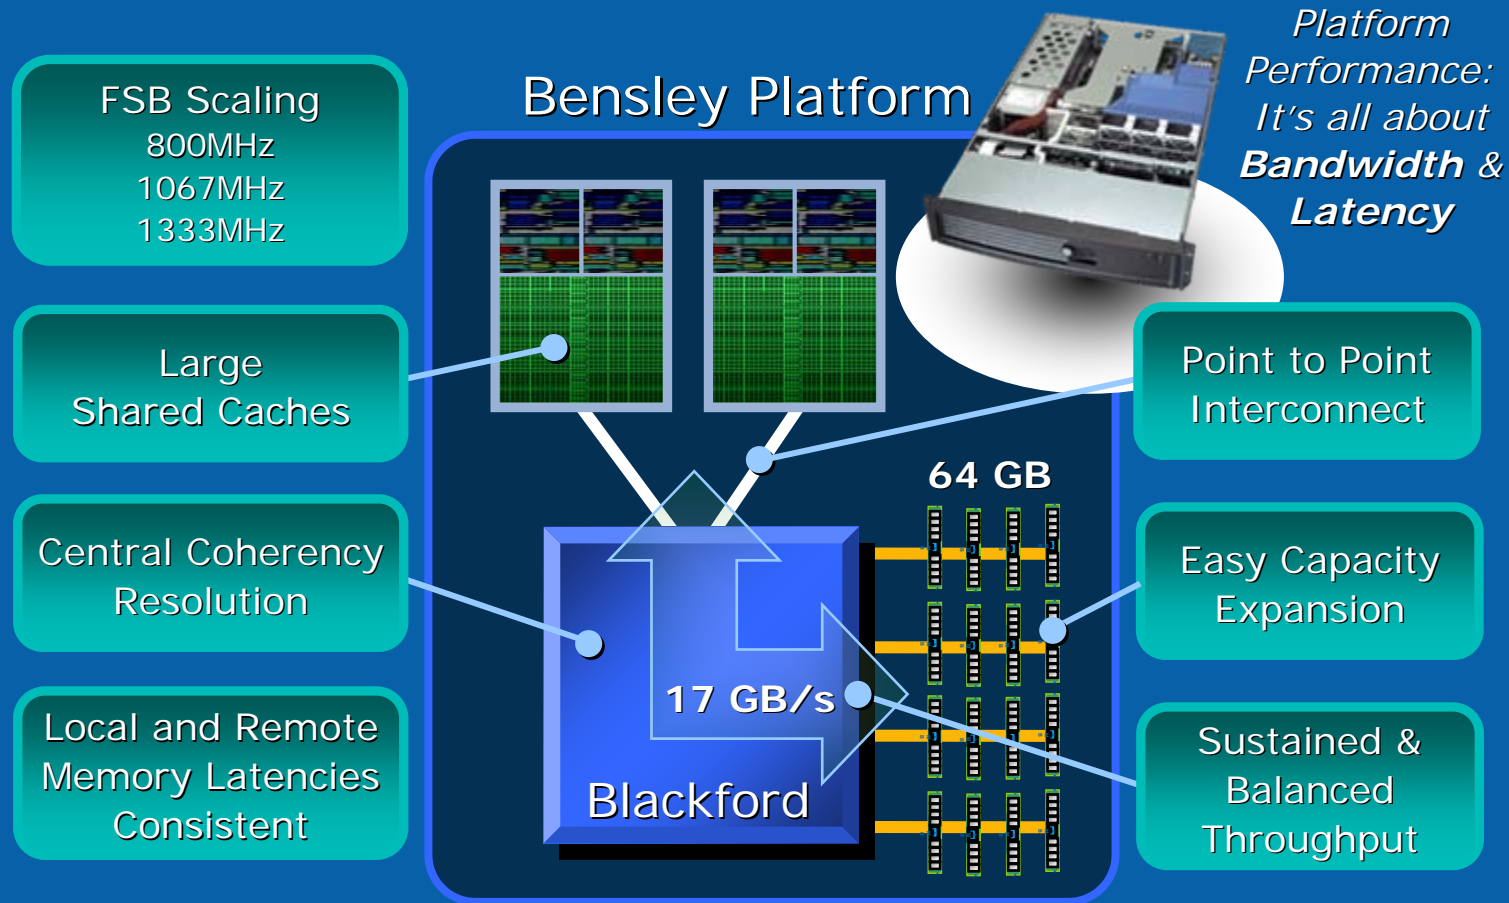 Platform
Performance:
It's all about
Bandwidth &
Latency
Bensley Platform
FSB Scaling
800MHz
1067MHz
1333MHz
Large
Shared Caches
Central Coherency
Resolution
Local and Remote
Memory Latencies
Consistent
64 GB
17 GB/s
Blackford
Point to Point
Interconnect
Easy Capacity
Expansion
Sustained &
Balanced
Throughput